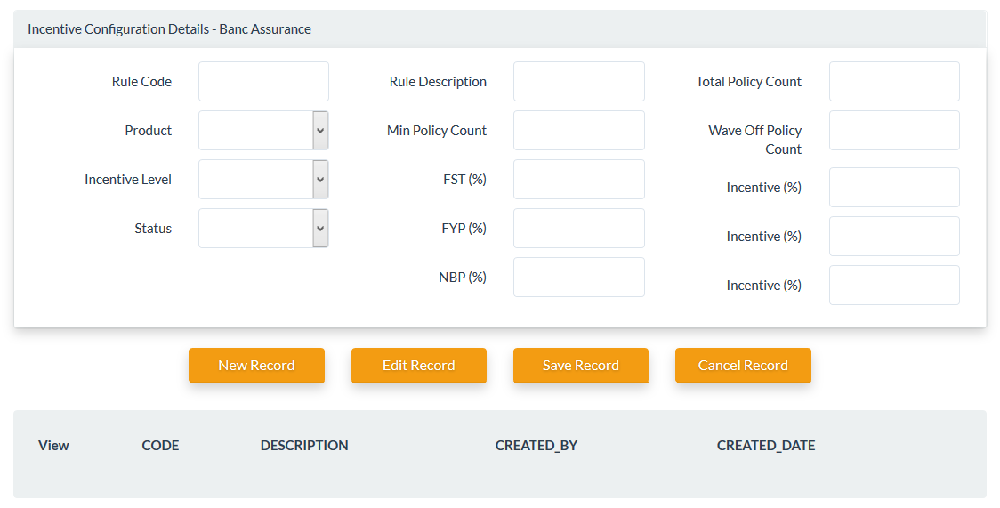 Incentive Configuration Details - Banc Assurance
Rule Code
Rule Description
Total Policy Count
Product
Min Policy Count
Wave Off Policy
Count
Incentive Level
FST (%)
Incentive (%)
Status
FYP (%)
Incentive (%)
NBP (%)
Incentive (%)
New Record
Edit Record
Save Record
Cancel Record
View
CODE
DESCRIPTION
CREATED_BY
CREATED_DATE